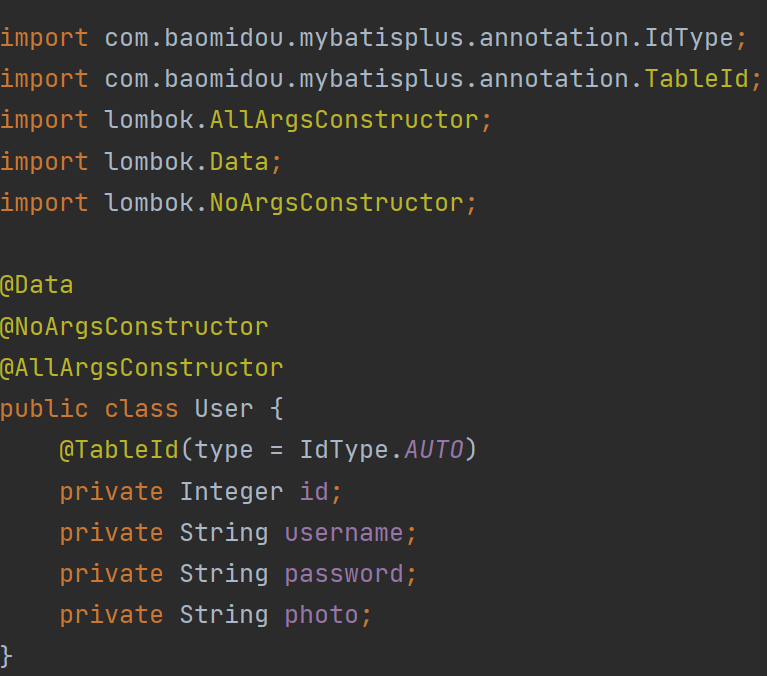 import com.baomidou.mybatisplus.annotation.IdType;
import com.baomidou.mybatisplus.annotation.TableId;
import lombok.AllArgsConstructor;
import lombok.Data;
import lombok.NoArgsConstructor;

@Data
@NoArgsConstructor
@AllArgsConstructor
public class User {
    @TableId(type = IdType.AUTO)
    private Integer id;
    private String username;
    private String password;
    private String photo;
}